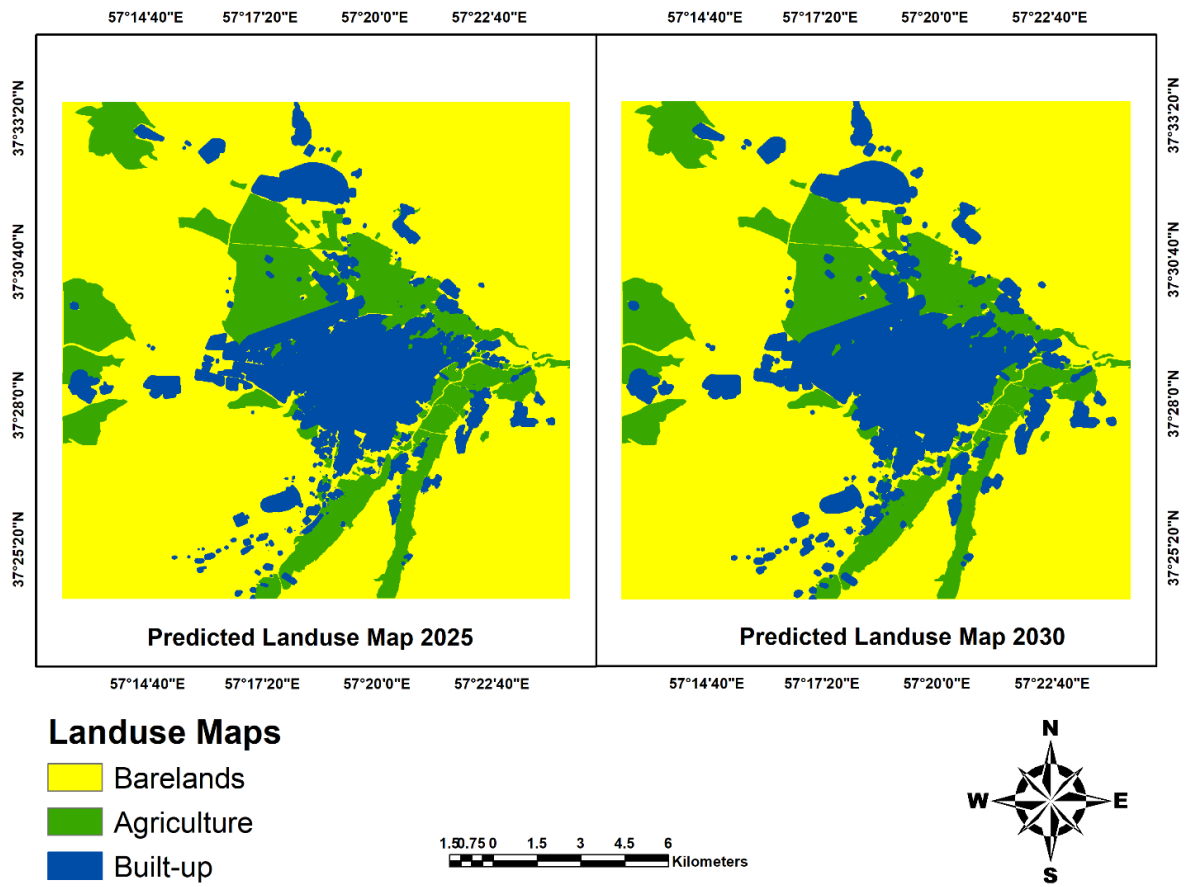 57°14'40"E 57°17'20"E 57°20'0"E 57°22'40"E 57°14'40"E 57°17'20"E 57°20'0"E 57°22'40"E
37°33'20"N
37°30'40"N
37°28'0"N
37°25'20"N
37°33'20"N
37°30'40"N
37°28'0"N
37°25'20"N
Predicted Landuse Map 2025
Predicted Landuse Map 2030
57°14'40"E 57°17'20"E 57°20'0"E 57°22'40"E 57°14'40"E 57°17'20"E 57°20'0"E 57°22'40"E
Landuse Maps
Barelands
Agriculture
Built-up
1.5 0.75 0 1.5 3 4.5 6
Kilometers
N
W E
S